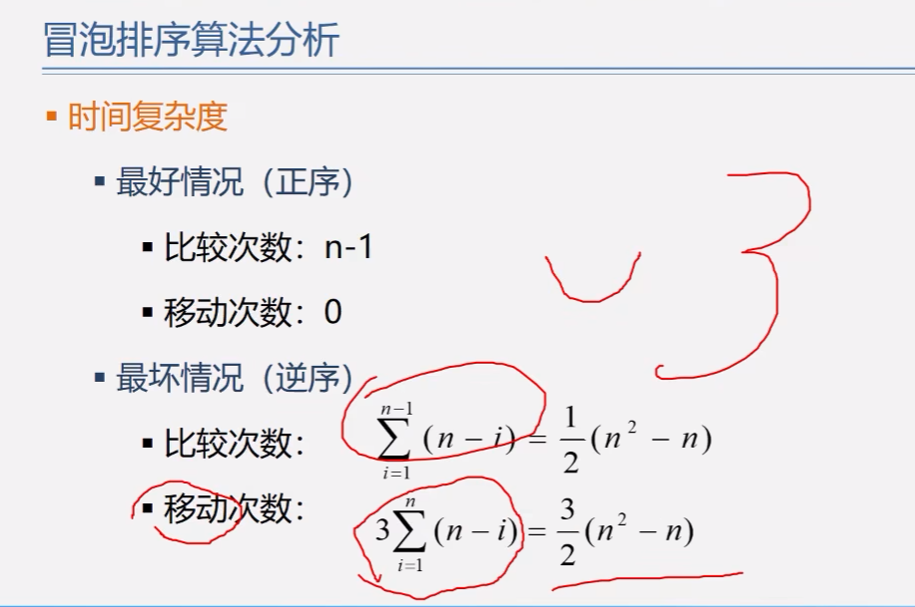 冒泡排序算法分析
▪ 时间复杂度
▪ 最好情况（正序）
▪ 比较次数：n-1
▪ 移动次数：0
▪ 最坏情况（逆序）
▪ 比较次数： \sum_{i=1}^{n-1} (n - i) = \frac{1}{2} (n^2 - n)
▪ 移动次数： 3 \sum_{i=1}^{n} (n - i) = \frac{3}{2} (n^2 - n)
3